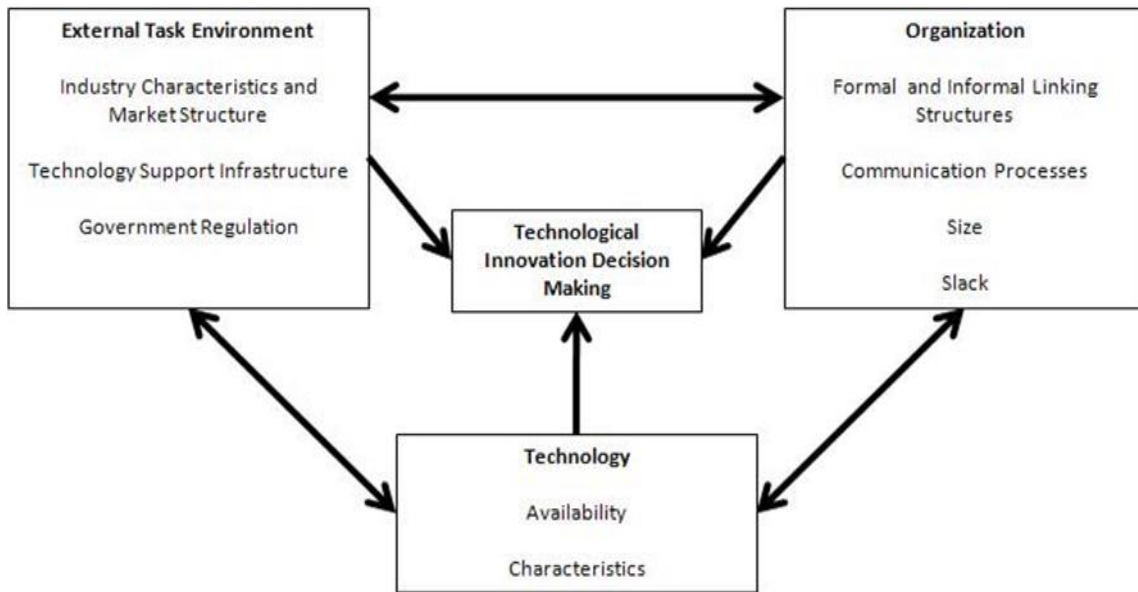 External Task Environment
Industry Characteristics and
Market Structure
Technology Support Infrastructure
Government Regulation
Organization
Formal and Informal Linking
Structures
Communication Processes
Size
Slack
Technological
Innovation Decision
Making
Technology
Availability
Characteristics